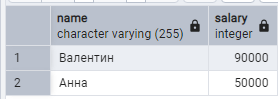 name salary
character varying (255) integer
1 Валентин 90000
2 Анна 50000